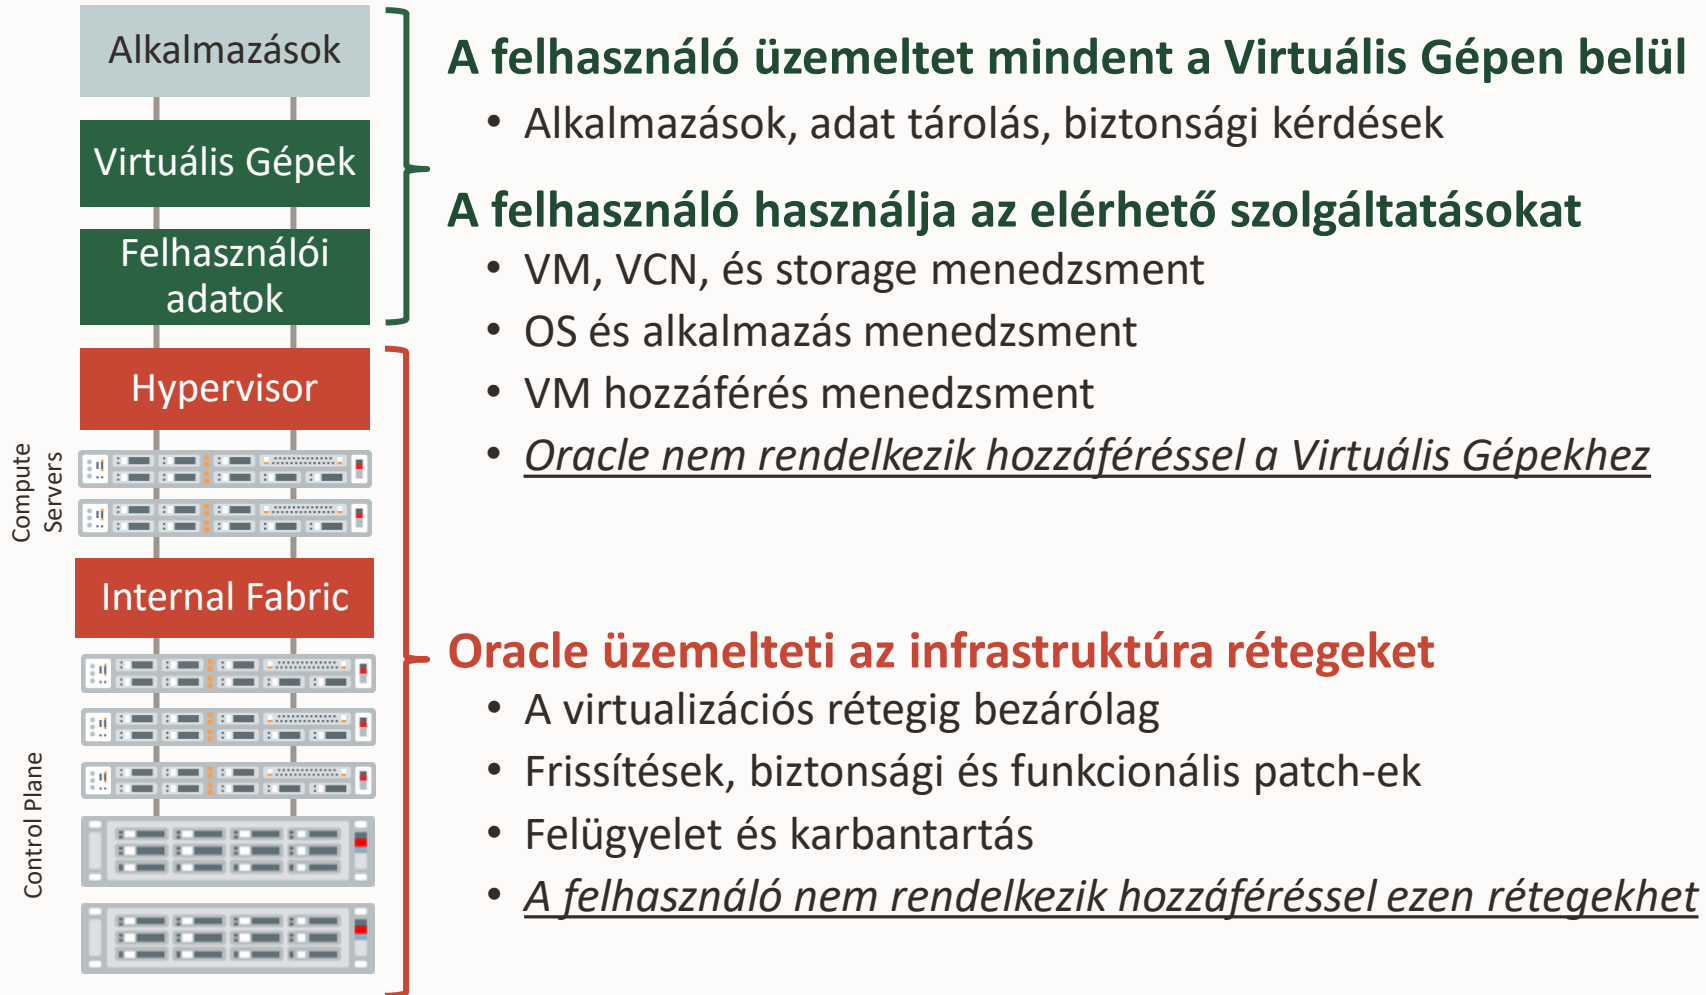 Alkalmazások
Virtuális Gépek
Felhasználói
adatok
Hypervisor
Compute
Servers
Internal Fabric
Control Plane
A felhasználó üzemeltet mindent a Virtuális Gépen belül
• Alkalmazások, adat tárolás, biztonsági kérdések
A felhasználó használja az elérhető szolgáltatásokat
• VM, VCN, és storage menedzsment
• OS és alkalmazás menedzsment
• VM hozzáférés menedzsment
• Oracle nem rendelkezik hozzáféréssel a Virtuális Gépekhez
Oracle üzemelteti az infrastruktúra rétegeket
• A virtualizációs rétegig bezárólag
• Frissítések, biztonsági és funkcionális patch-ek
• Felügyelet és karbantartás
• A felhasználó nem rendelkezik hozzáféréssel ezen rétegekhet